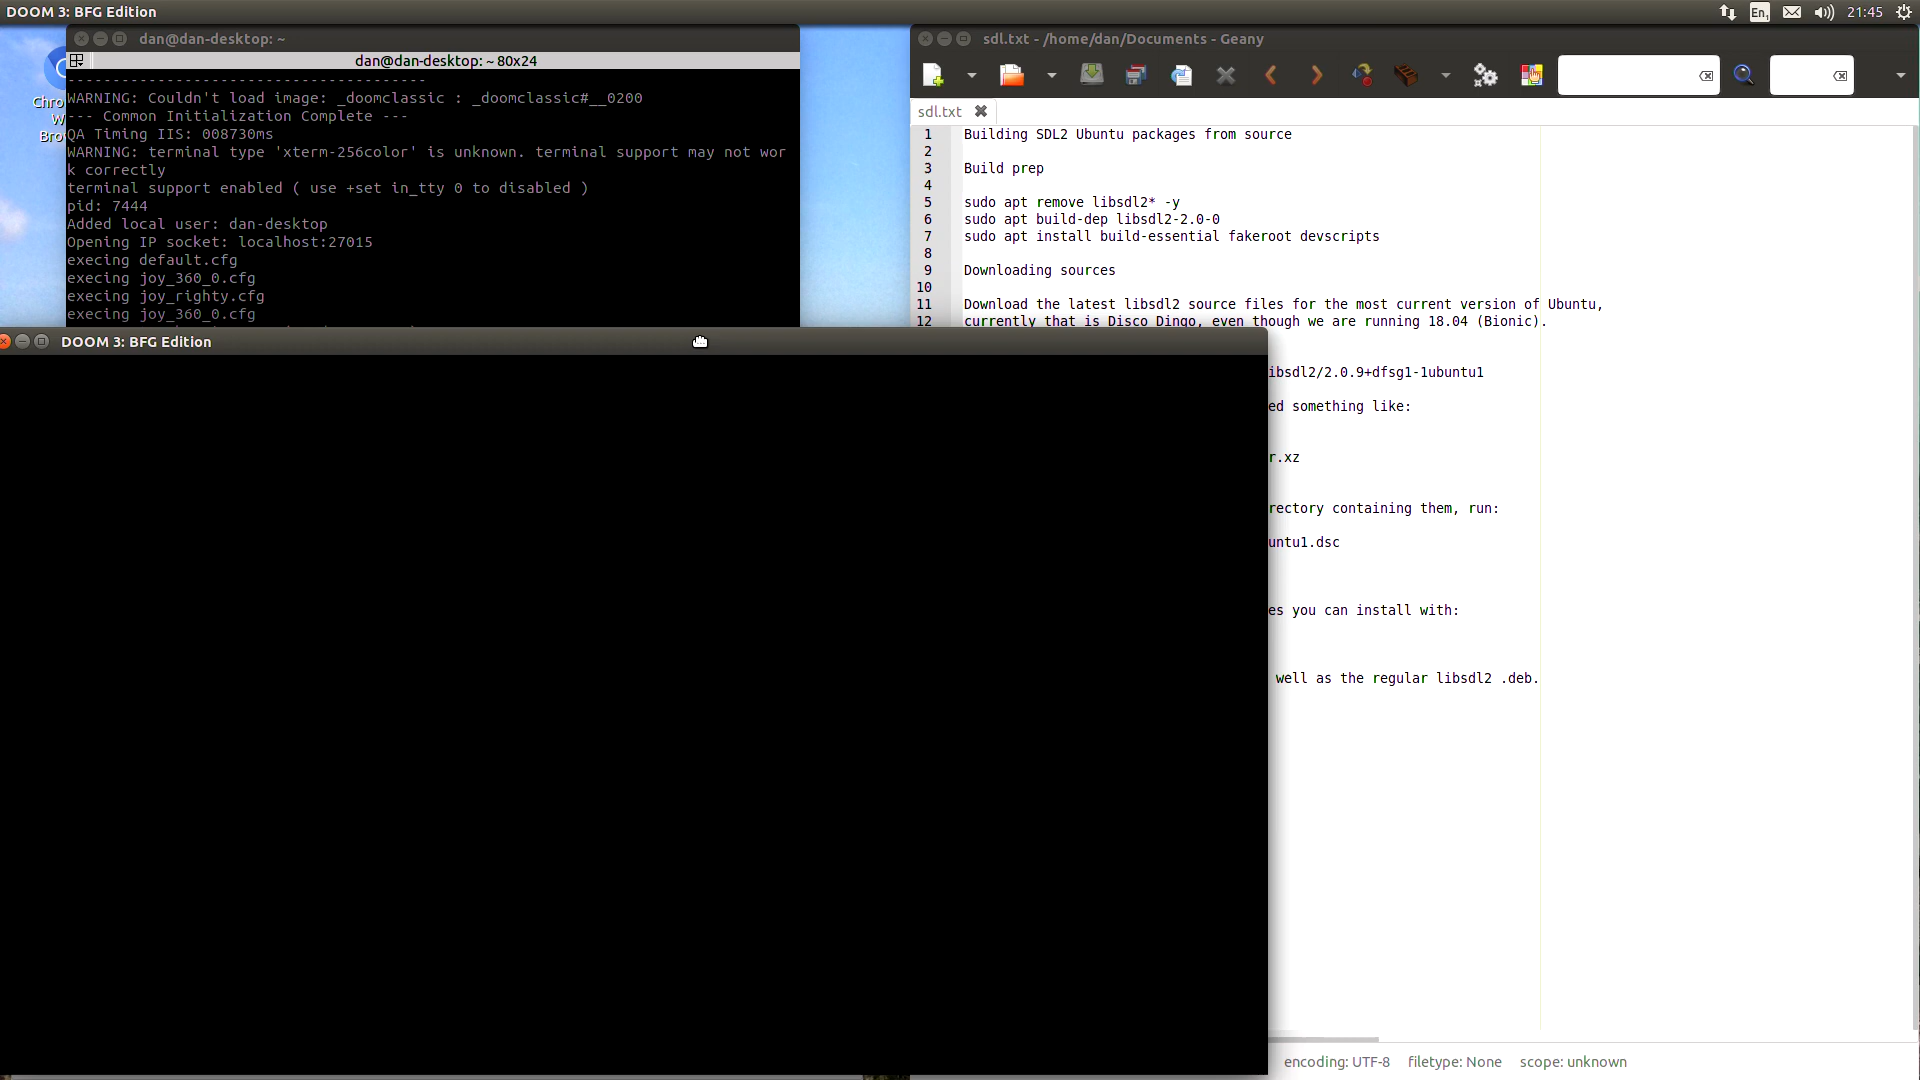 DOOM 3: BFG Edition
En1
21:45
Chro
W
Bro
dan@dan-desktop: ~
dan@dan-desktop: ~ 80x24
----------------------------------------
WARNING: Couldn't load image: _doomclassic : _doomclassic#__0200
--- Common Initialization Complete ---
QA Timing IIS: 008730ms
WARNING: terminal type 'xterm-256color' is unknown. terminal support may not wor
k correctly
terminal support enabled ( use +set in_tty 0 to disabled )
pid: 7444
Added local user: dan-desktop
Opening IP socket: localhost:27015
execing default.cfg
execing joy_360_0.cfg
execing joy_righty.cfg
execing joy_360_0.cfg
sdl.txt - /home/dan/Documents - Geany
sdl.txt
1 Building SDL2 Ubuntu packages from source
2
3 Build prep
4
5 sudo apt remove libsdl2* -y
6 sudo apt build-dep libsdl2-2.0-0
7 sudo apt install build-essential fakeroot devscripts
8
9 Downloading sources
10
11 Download the latest libsdl2 source files for the most current version of Ubuntu,
12 currently that is Disco Dingo, even though we are running 18.04 (Bionic).
ibsdl2/2.0.9+dfsg1-1ubuntu1
ed something like:
r.xz
rectory containing them, run:
untu1.dsc
es you can install with:
well as the regular libsdl2 .deb.
DOOM 3: BFG Edition
encoding: UTF-8 filetype: None scope: unknown